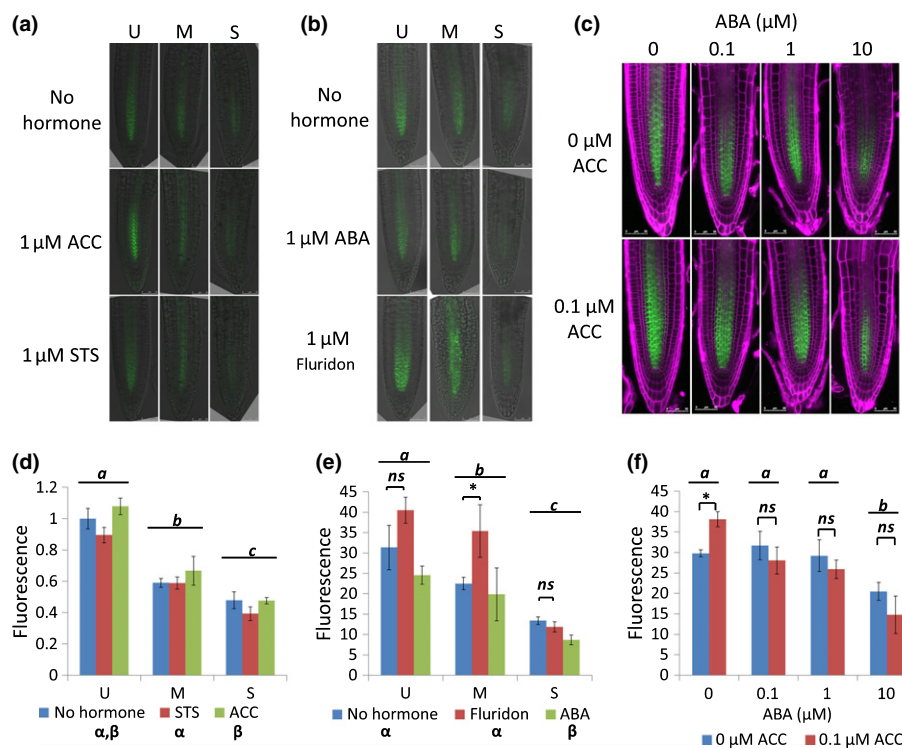 (a)
U M S
No hormone
1 µM ACC
1 µM STS
(b)
U M S
No hormone
1 µM ABA
1 µM Fluridon
(c)
ABA (µM)
0 0.1 1 10
0 µM ACC
0.1 µM ACC
(d)
Fluorescence
1.2
1
0.8
0.6
0.4
0.2
0
a
b
c
U M S
No hormone STS ACC
α,β α β
(e)
Fluorescence
45
40
35
30
25
20
15
10
5
0
a
ns
b
*
c
ns
U M S
No hormone Fluridon ABA
α α β
(f)
Fluorescence
45
40
35
30
25
20
15
10
5
0
a a a
* ns ns
b
ns
0 0.1 1 10
ABA (µM)
0 µM ACC 0.1 µM ACC